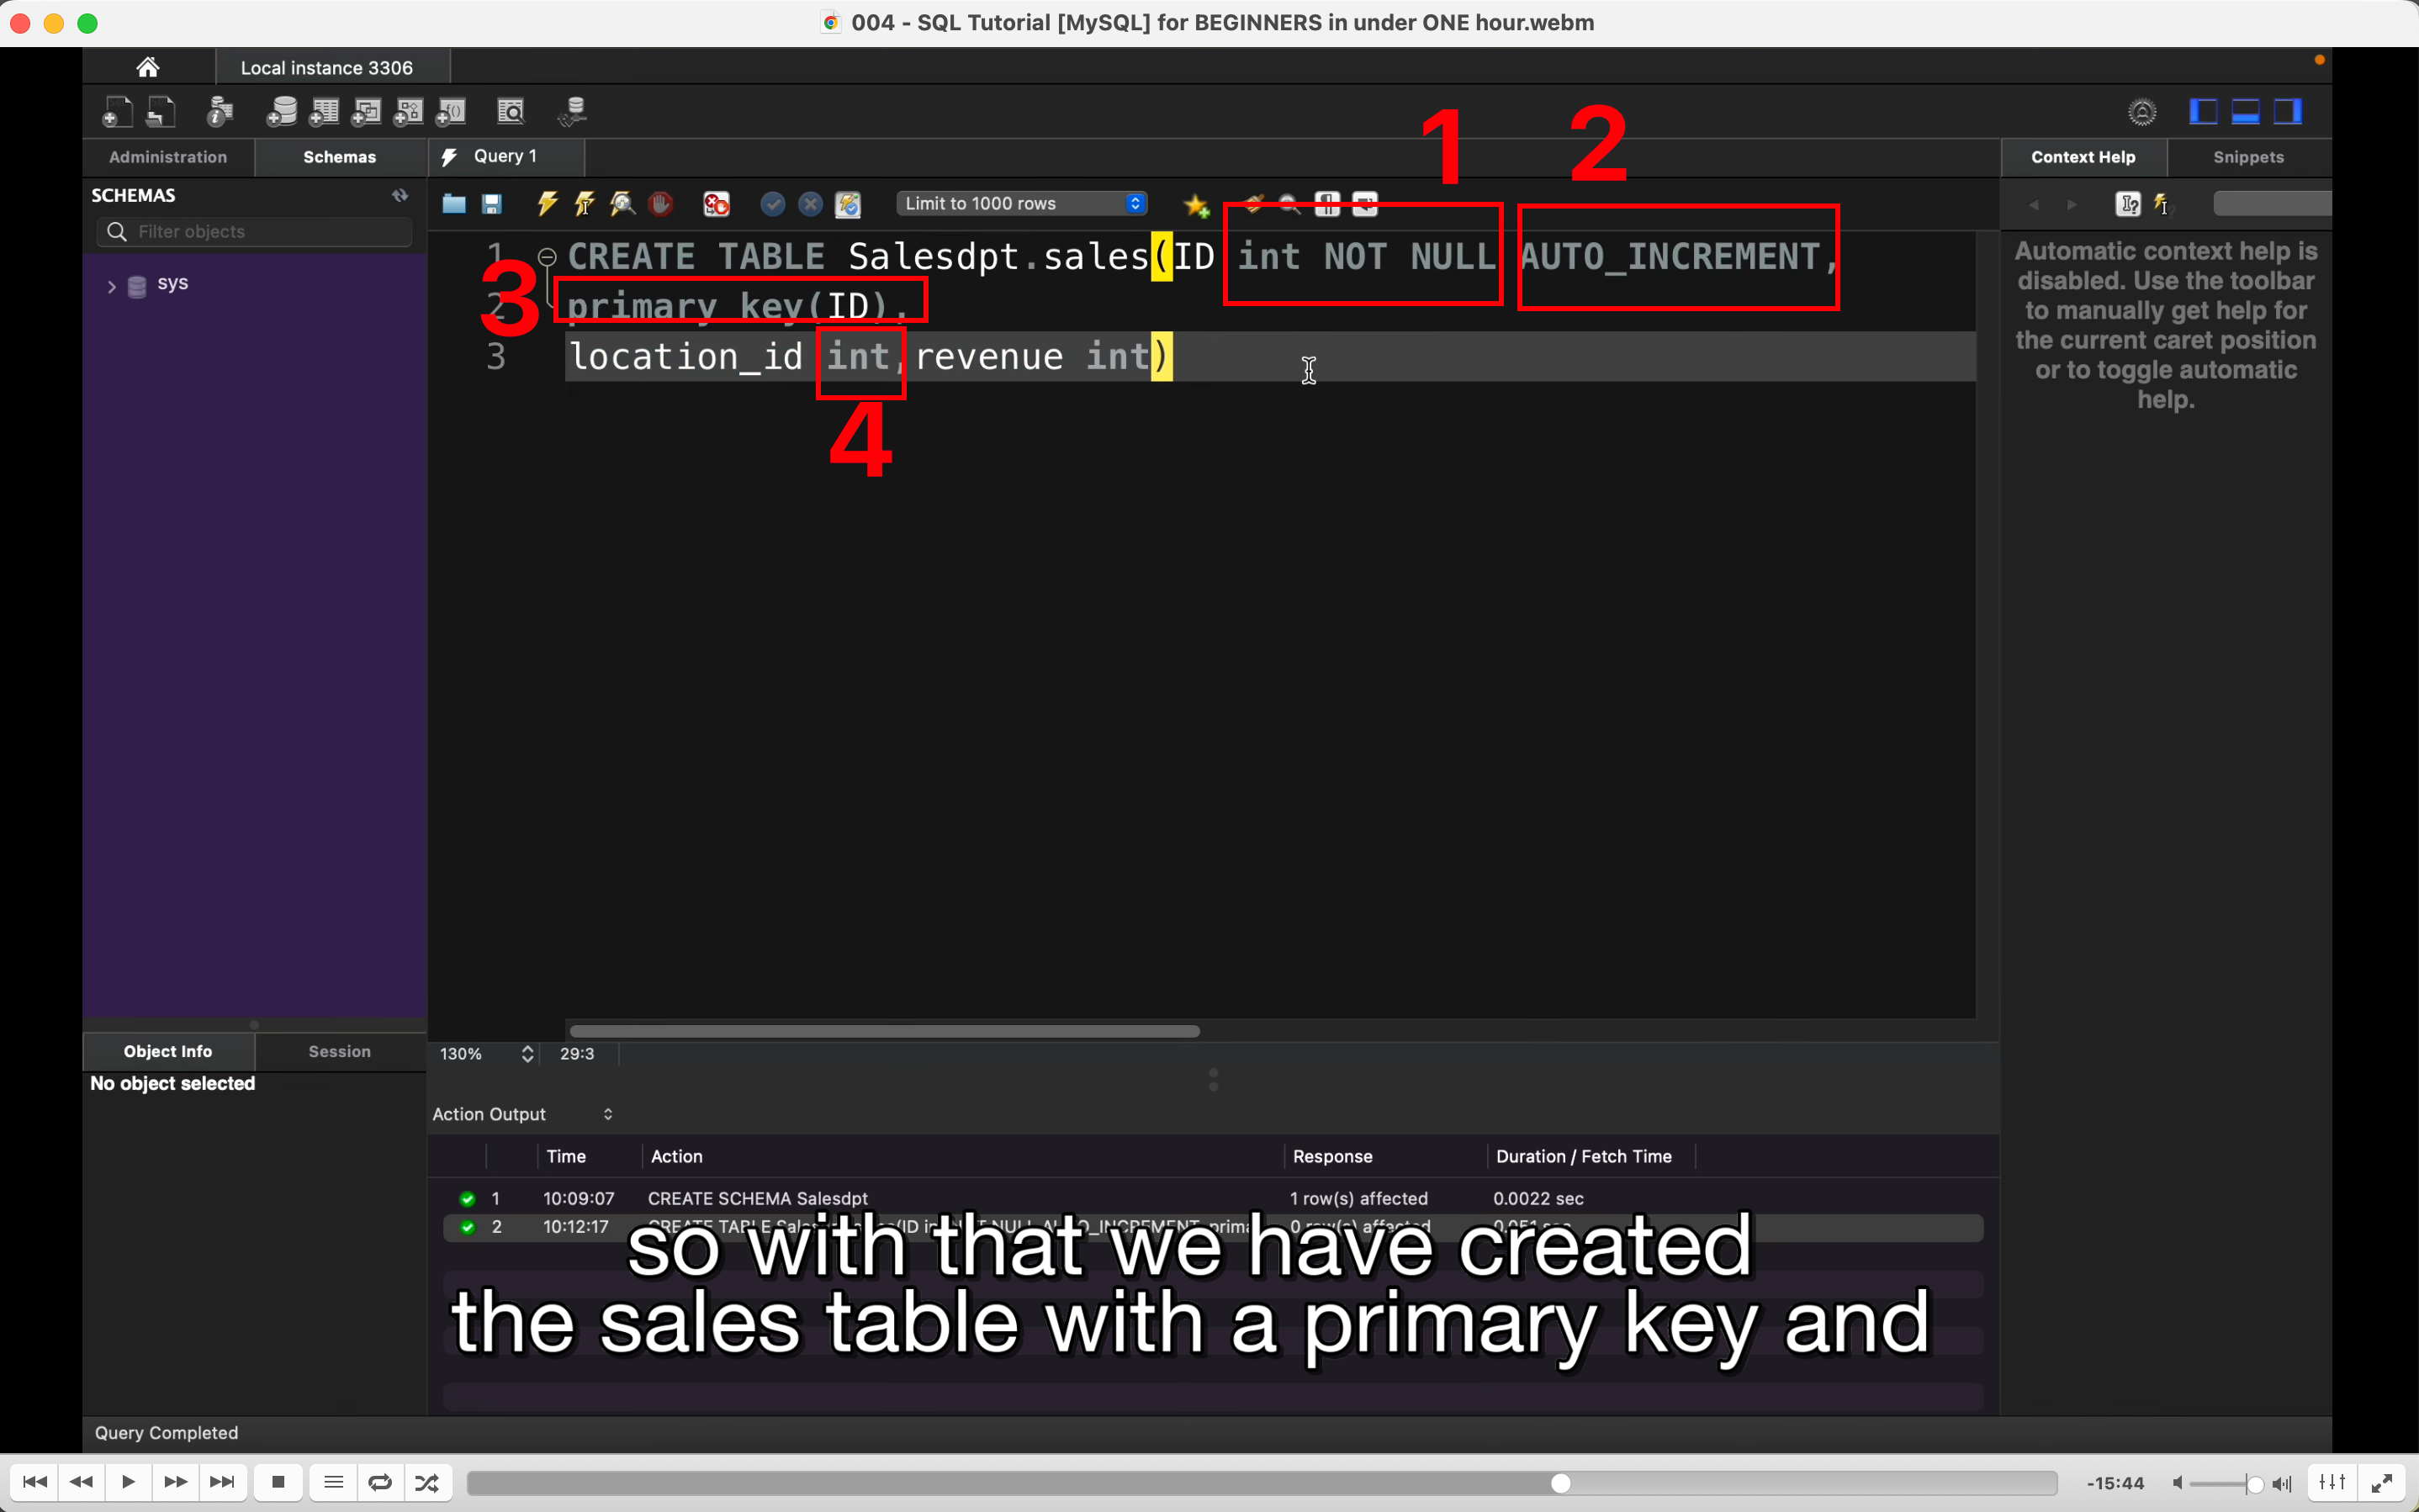 004 - SQL Tutorial [MySQL] for BEGINNERS in under ONE hour.webm
Local instance 3306
Administration
Schemas
Query 1
Context Help
Snippets
SCHEMAS
Filter objects
sys
Limit to 1000 rows
1
2
3
4
1 CREATE TABLE Salesdpt.sales(ID int NOT NULL AUTO_INCREMENT,
2 primary key(ID),
3 location_id int,revenue int)
Automatic context help is
disabled. Use the toolbar
to manually get help for
the current caret position
or to toggle automatic
help.
Object Info
Session
No object selected
130%
29:3
Action Output
Time
Action
Response
Duration / Fetch Time
1 10:09:07 CREATE SCHEMA Salesdpt 1 row(s) affected 0.0022 sec
2 10:12:17 CREATE TABLE
so with that we have created
the sales table with a primary key and
Query Completed
-15:44